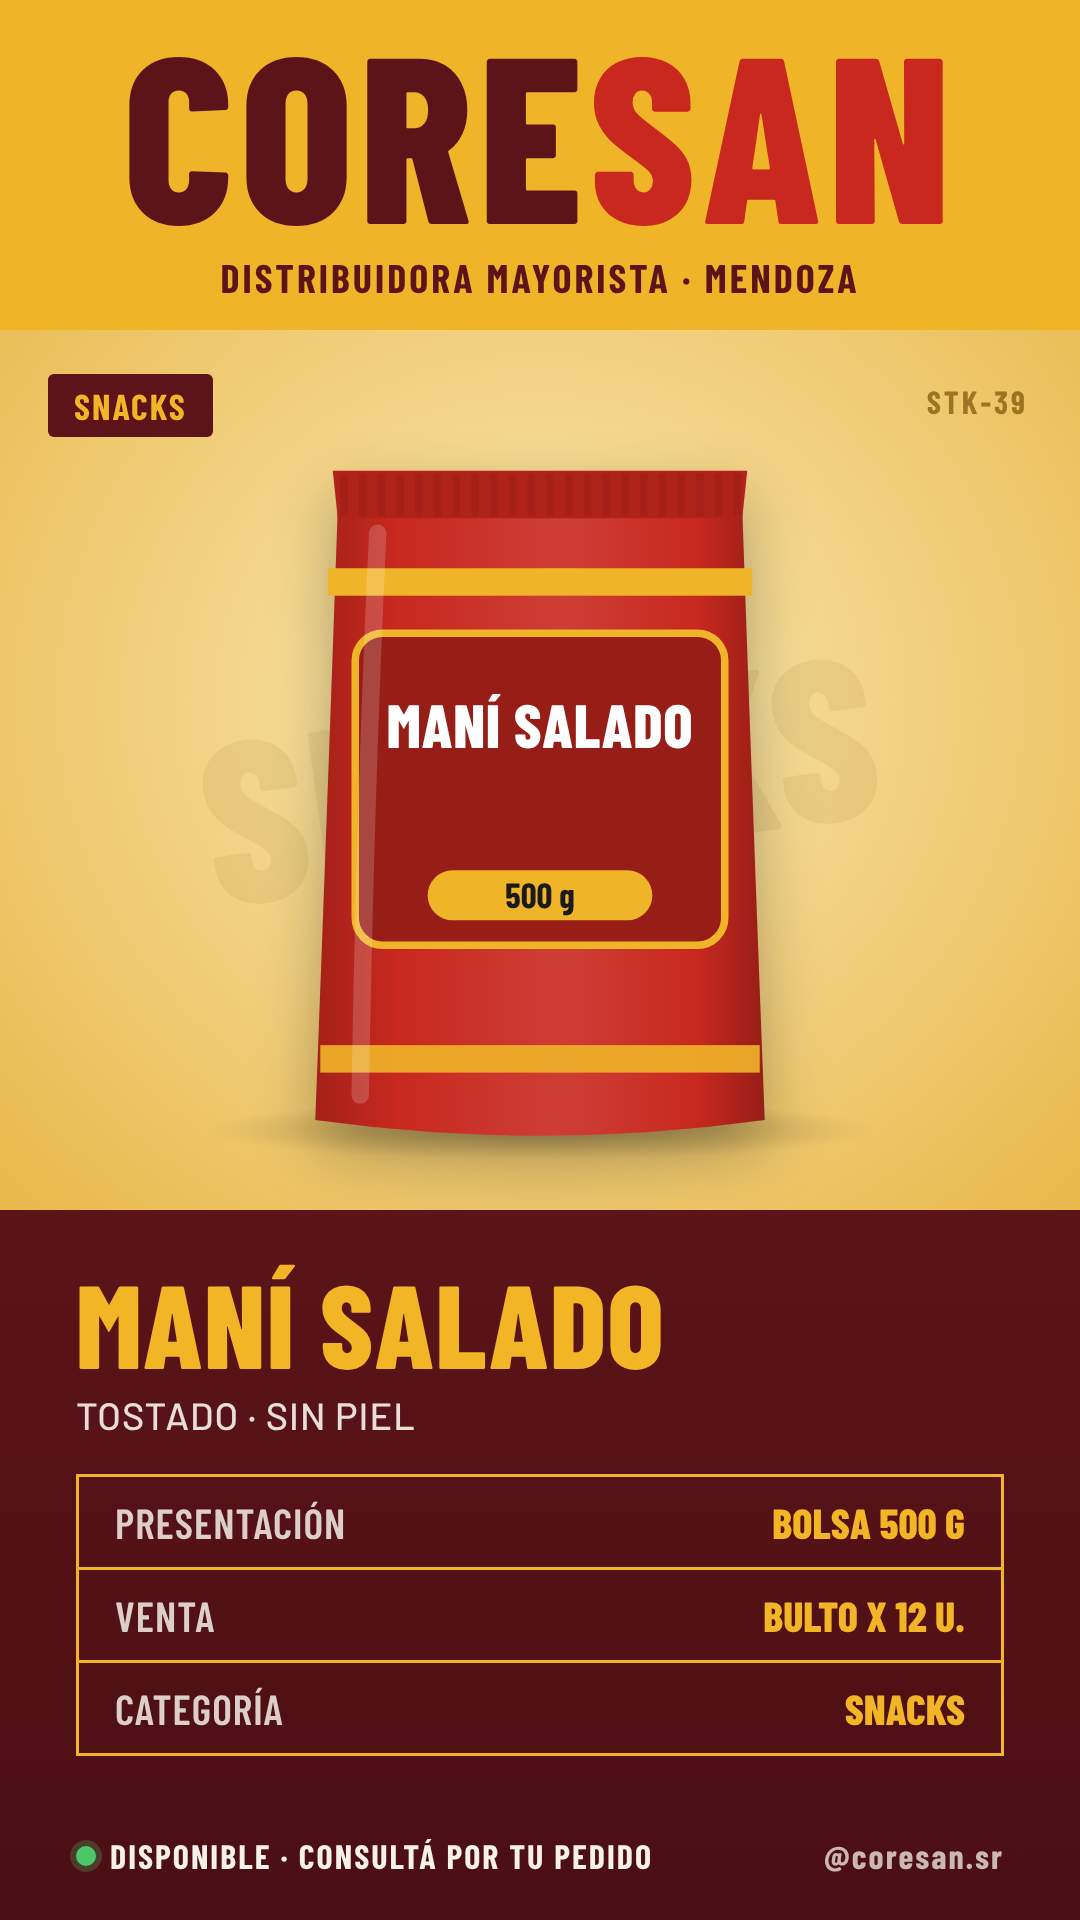 CORESAN
DISTRIBUIDORA MAYORISTA · MENDOZA
SNACKS
STK-39
MANÍ SALADO
500 g
MANÍ SALADO
TOSTADO · SIN PIEL
PRESENTACIÓN BOLSA 500 G
VENTA BULTO X 12 U.
CATEGORÍA SNACKS
DISPONIBLE · CONSULTÁ POR TU PEDIDO
@coresan.sr